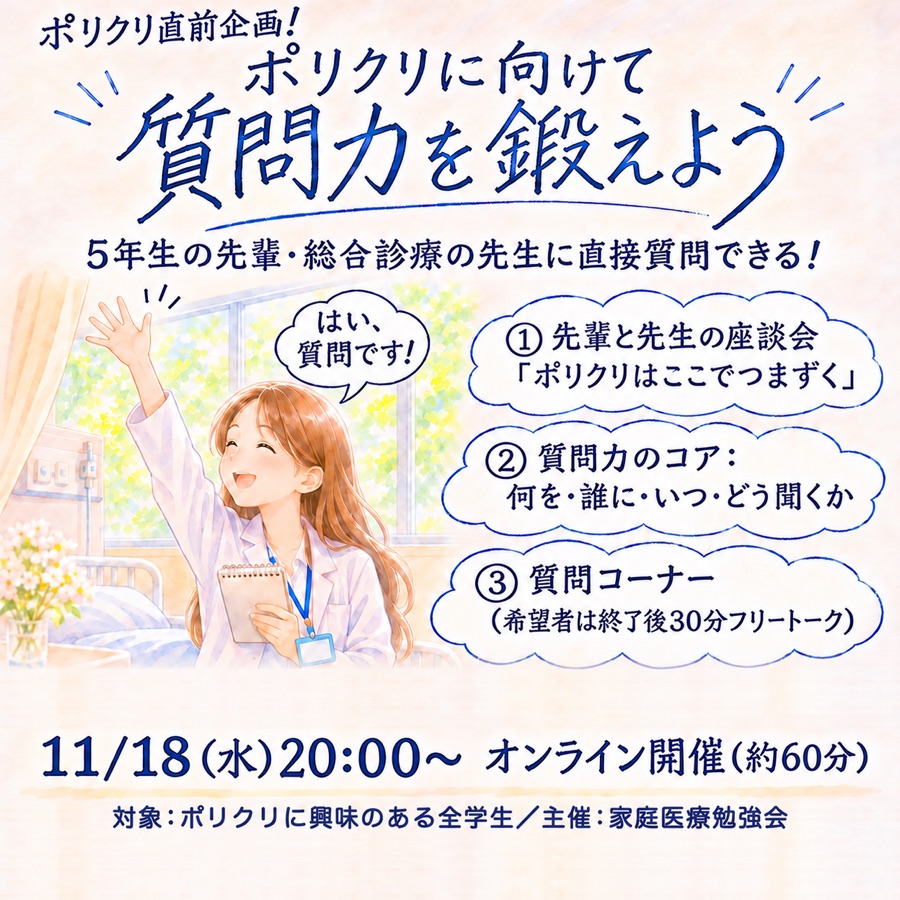 ポリクリ直前企画!
ポリクリに向けて
質問力を鍛えよう
5年生の先輩・総合診療の先生に直接質問できる!
はい、
質問です!
① 先輩と先生の座談会
「ポリクリはここでつまずく」
② 質問力のコア:
何を・誰に・いつ・どう聞くか
③ 質問コーナー
(希望者は終了後30分フリートーク)
11/18(水)20:00〜 オンライン開催(約60分)
対象:ポリクリに興味のある全学生/主催:家庭医療勉強会